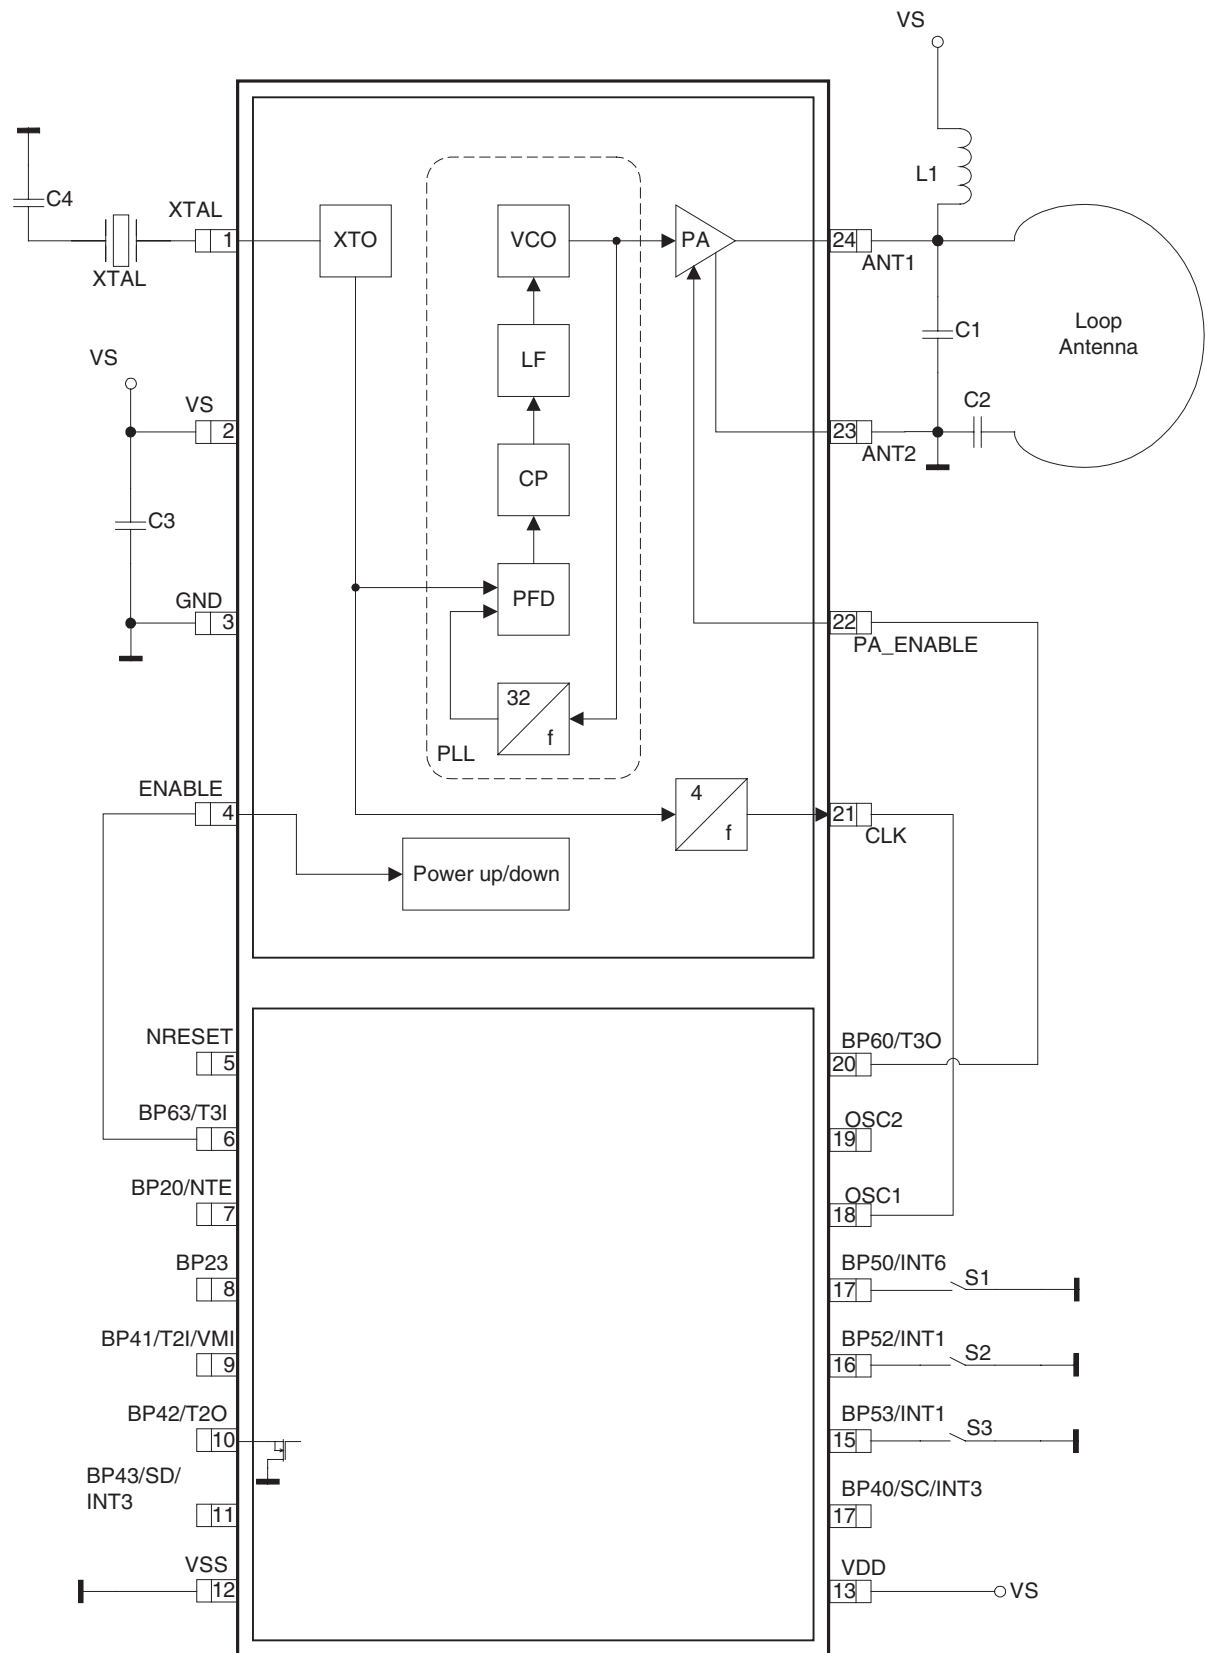 VS
L1
C4
XTAL
1
XTAL
XTO
VCO
PA
24
ANT1
Loop
Antenna
C1
VS
LF
VS
2
C2
23
ANT2
CP
C3
GND
3
PFD
22
PA_ENABLE
32
f
PLL
ENABLE
4
4
f
21
CLK
Power up/down
NRESET
5
BP60/T3O
20
BP63/T3I
6
OSC2
19
BP20/NTE
7
OSC1
18
BP23
8
BP50/INT6
17
S1
BP41/T2I/VMI
9
BP52/INT1
16
S2
BP42/T2O
10
BP53/INT1
15
S3
BP43/SD/
INT3
11
BP40/SC/INT3
17
VSS
12
VDD
13
VS